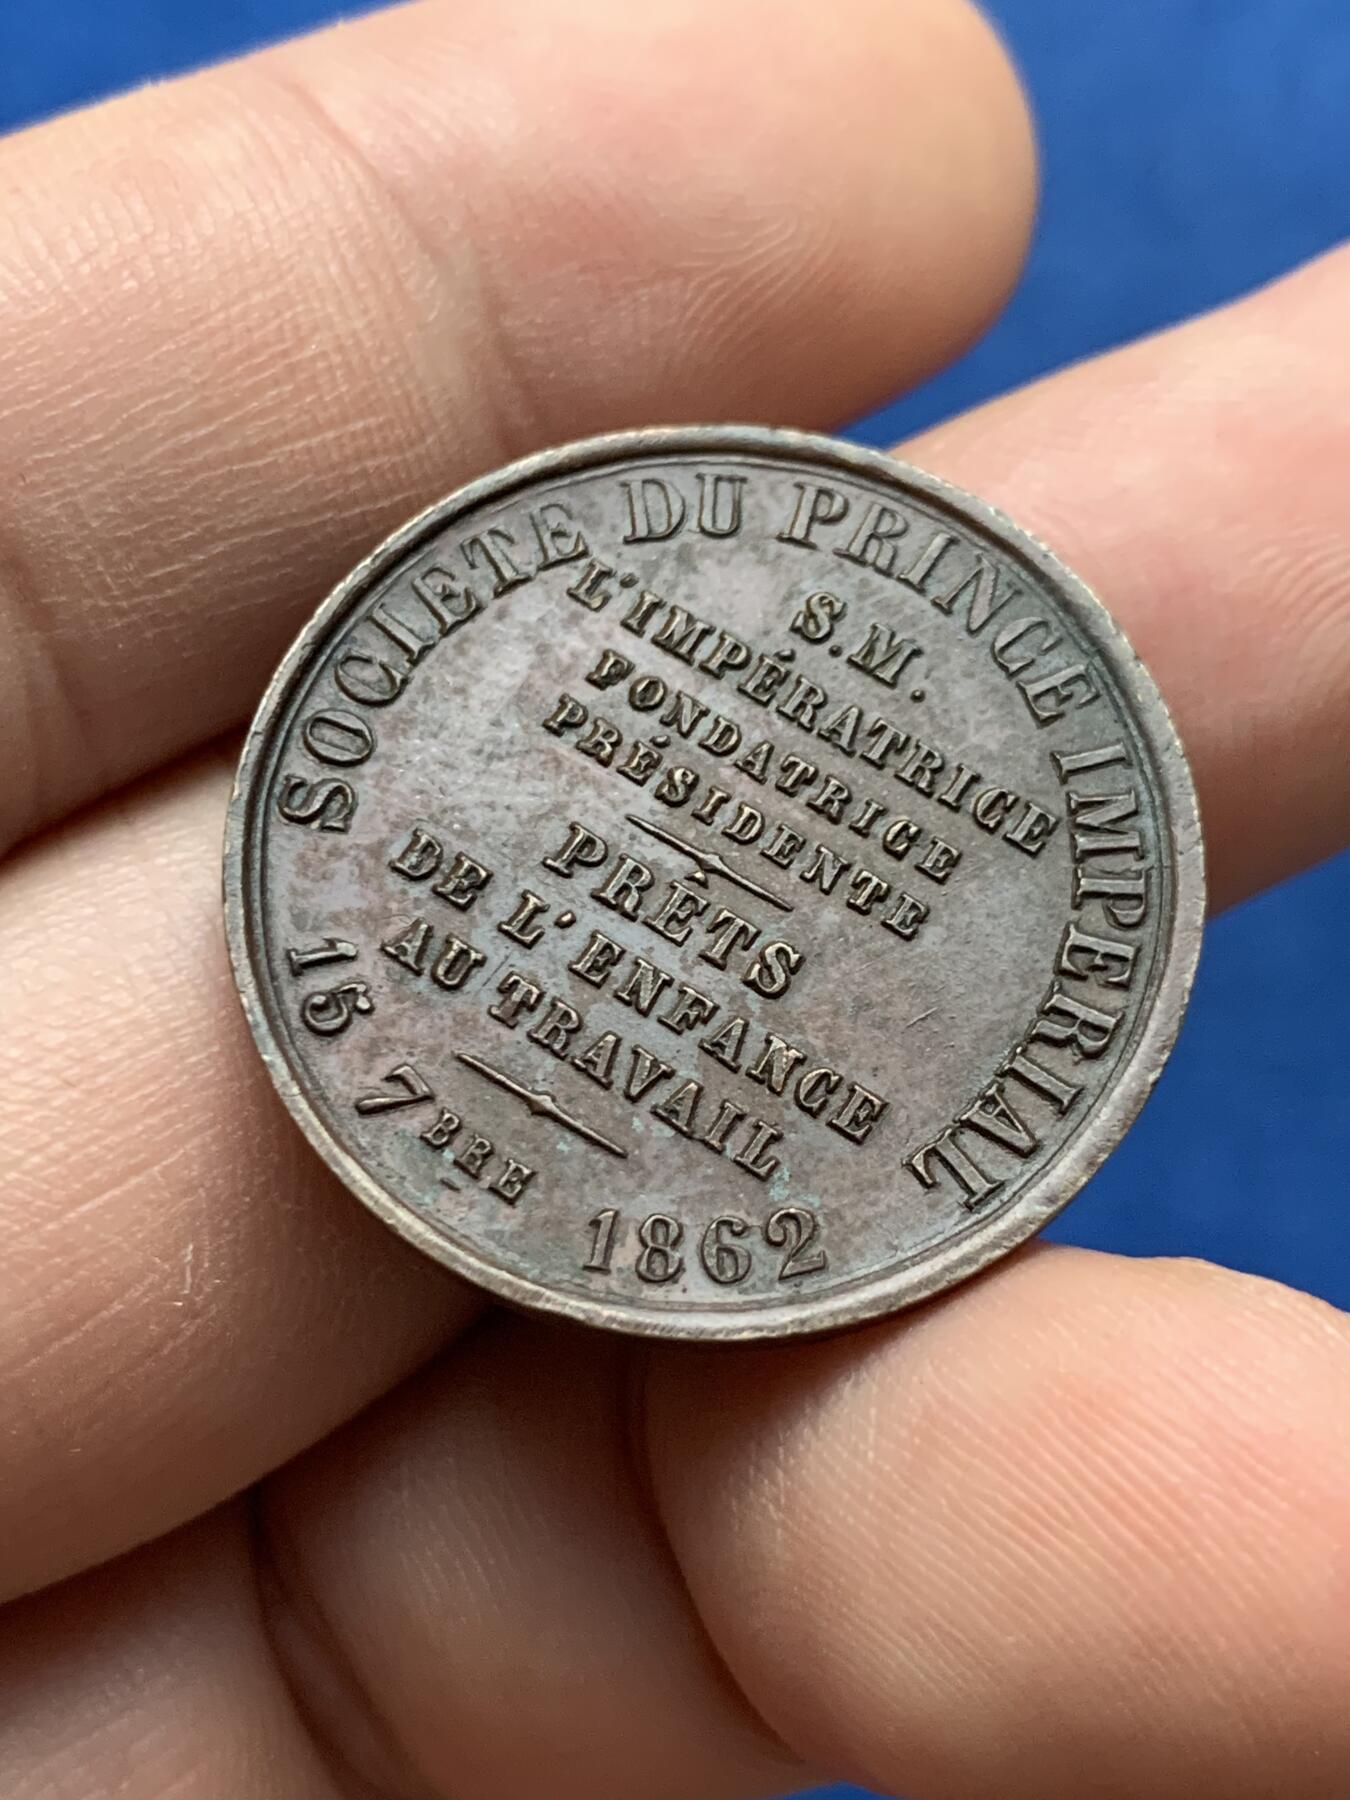 SOCIETE DU PRINCE IMPERIAL
S.M.
L'IMPÉRATRICE
FONDATRICE
PRÉSIDENTE
PRÊTS
DE L'ENFANCE
AU TRAVAIL
15 7BRE 1862